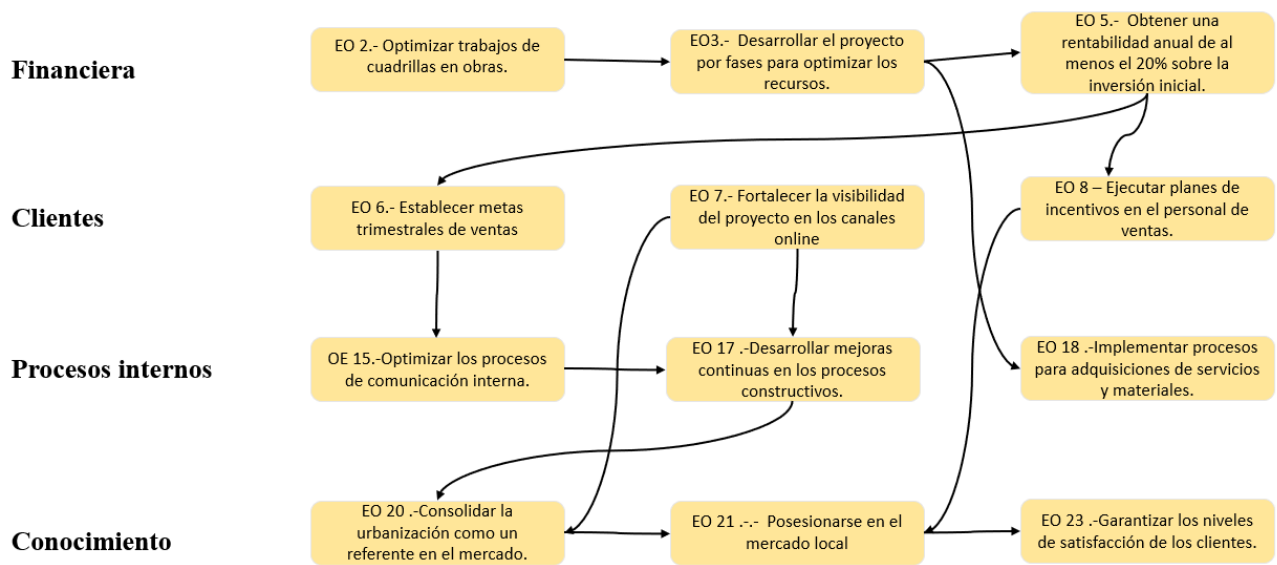 Financiera
EO 2.- Optimizar trabajos de
cuadrillas en obras.
EO3.- Desarrollar el proyecto
por fases para optimizar los
recursos.
EO 5.- Obtener una
rentabilidad anual de al
menos el 20% sobre la
inversión inicial.
Clientes
EO 6.- Establecer metas
trimestrales de ventas
EO 7.- Fortalecer la visibilidad
del proyecto en los canales
online
EO 8 – Ejecutar planes de
incentivos en el personal de
ventas.
Procesos internos
OE 15.-Optimizar los procesos
de comunicación interna.
EO 17 .-Desarrollar mejoras
continuas en los procesos
constructivos.
EO 18 .-Implementar procesos
para adquisiciones de servicios
y materiales.
Conocimiento
EO 20 .-Consolidar la
urbanización como un
referente en el mercado.
EO 21 .-.- Posesionarse en el
mercado local
EO 23 .-Garantizar los niveles
de satisfacción de los clientes.